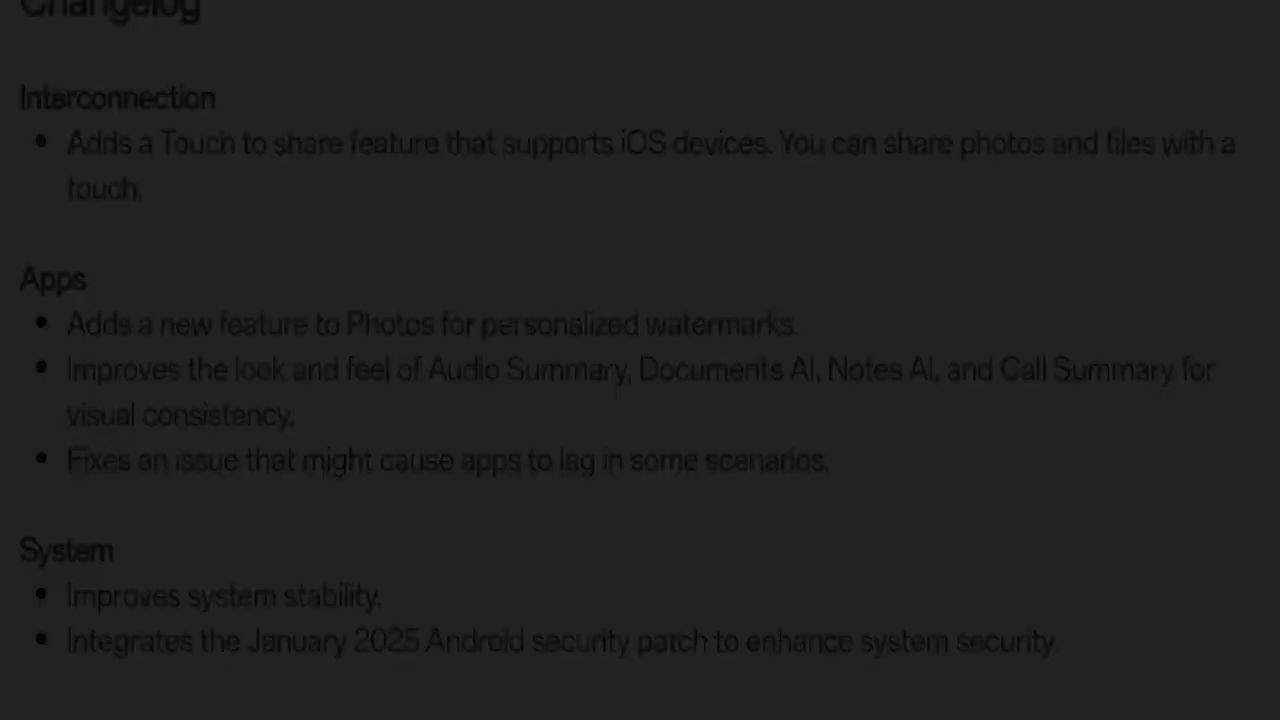 Changelog
Interconnection
• Adds a Touch to share feature that supports iOS devices. You can share photos and files with a
touch.
Apps
• Adds a new feature to Photos for personalized watermarks.
• Improves the look and feel of Audio Summary, Documents AI, Notes AI, and Call Summary for
visual consistency.
• Fixes an issue that might cause apps to lag in some scenarios.
System
• Improves system stability.
• Integrates the January 2025 Android security patch to enhance system security.